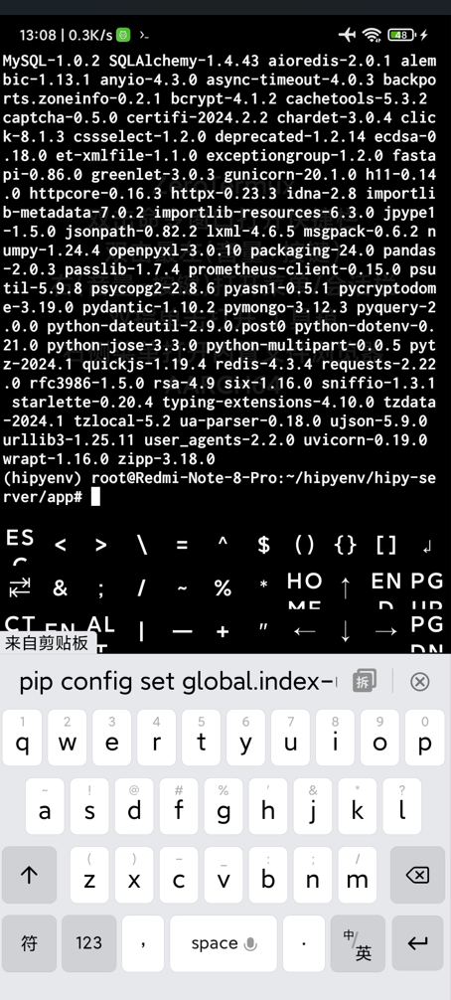 13:08 | 0.3K/s
48
MySQL-1.0.2 SQLAlchemy-1.4.43 aioredis-2.0.1 alem
bic-1.13.1 anyio-4.3.0 async-timeout-4.0.3 backpo
rts.zoneinfo-0.2.1 bcrypt-4.1.2 cachetools-5.3.2
captcha-0.5.0 certifi-2024.2.2 chardet-3.0.4 clic
k-8.1.3 cssselect-1.2.0 deprecated-1.2.14 ecdsa-0
.18.0 et-xmlfile-1.1.0 exceptiongroup-1.2.0 fasta
pi-0.86.0 greenlet-3.0.3 gunicorn-20.1.0 h11-0.14
.0 httpcore-0.16.3 httpx-0.23.3 idna-2.8 importli
b-metadata-7.0.2 importlib-resources-6.3.0 jpype1
-1.5.0 jsonpath-0.82.2 lxml-4.6.5 msgpack-0.6.2 n
umpy-1.24.4 openpyxl-3.0.0 packaging-24.0 pandas
-2.0.3 passlib-1.7.4 prometheus-client-0.15.0 psu
til-5.9.8 psycopg2-2.8.6 pyasn1-0.5.1 pycryptodom
e-3.19.0 pydantic-1.10.2 pymongo-3.12.3 pyquery-2
.0.0 python-dateutil-2.9.0.post0 python-dotenv-0.
21.0 python-jose-3.3.0 python-multipart-0.0.5 pyt
z-2024.1 quickjs-1.19.4 redis-4.3.4 requests-2.22
.0 rfc3986-1.5.0 rsa-4.8 six-1.16.0 sniffio-1.3.1
starlette-0.20.4 typing-extensions-4.10.0 tzdata
-2024.1 tzlocal-5.2 ua-parser-0.18.0 ujson-5.9.0
urllib3-1.25.11 user_agents-2.2.0 uvicorn-0.19.0
wrapt-1.16.0 zipp-3.18.0
(hipyenv) root@Redmi-Note-8-Pro:~/hipyenv/hipy-se
rver/app#
ESC < > \ = ^ $ () {} [] ↲
⇄ & ; / ~ % * HOME ↑ END PGUP
CT EN ALT | — + " ← ↓ → PGDN
来自剪贴板
pip config set global.index- 拆
1 2 3 4 5 6 7 8 9 0
q w e r t y u i o p
~ ! @ # % ' & * ?
a s d f g h j k l
( ) – _ : ; /
z x c v b n m
符 123 , space . 中/英